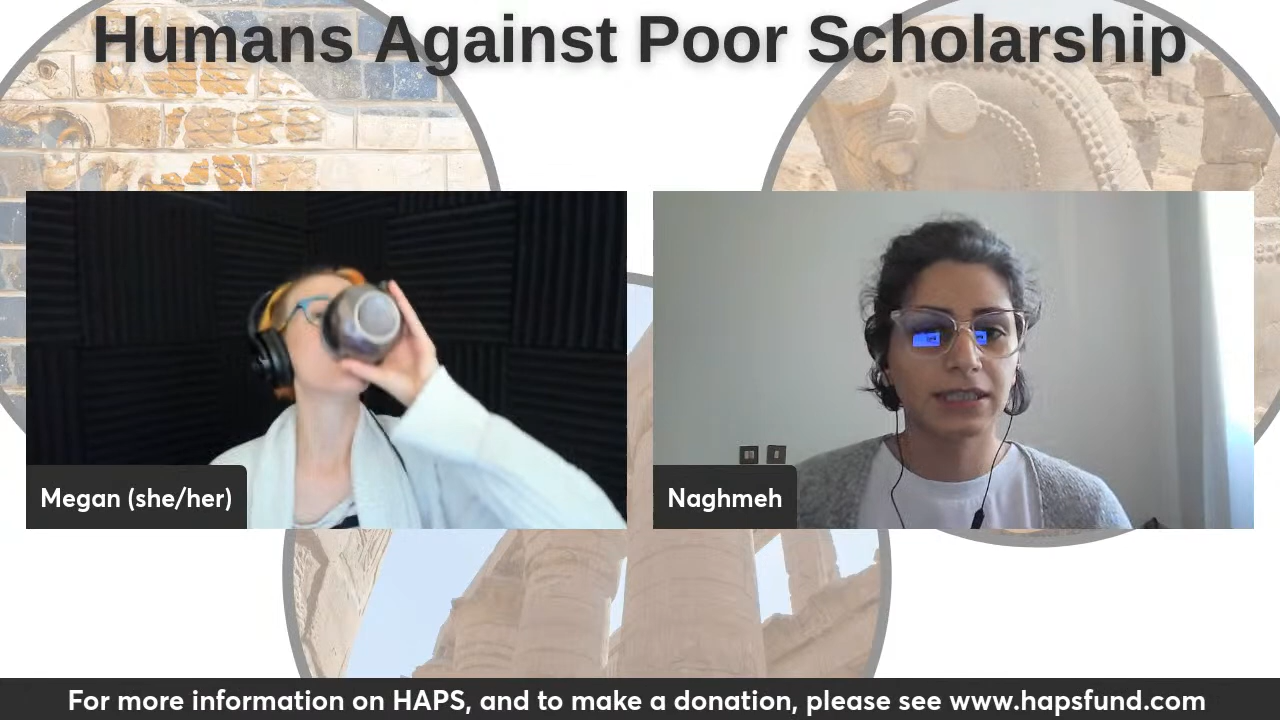 Humans Against Poor Scholarship
Megan (she/her)
Naghmeh
For more information on HAPS, and to make a donation, please see www.hapsfund.com